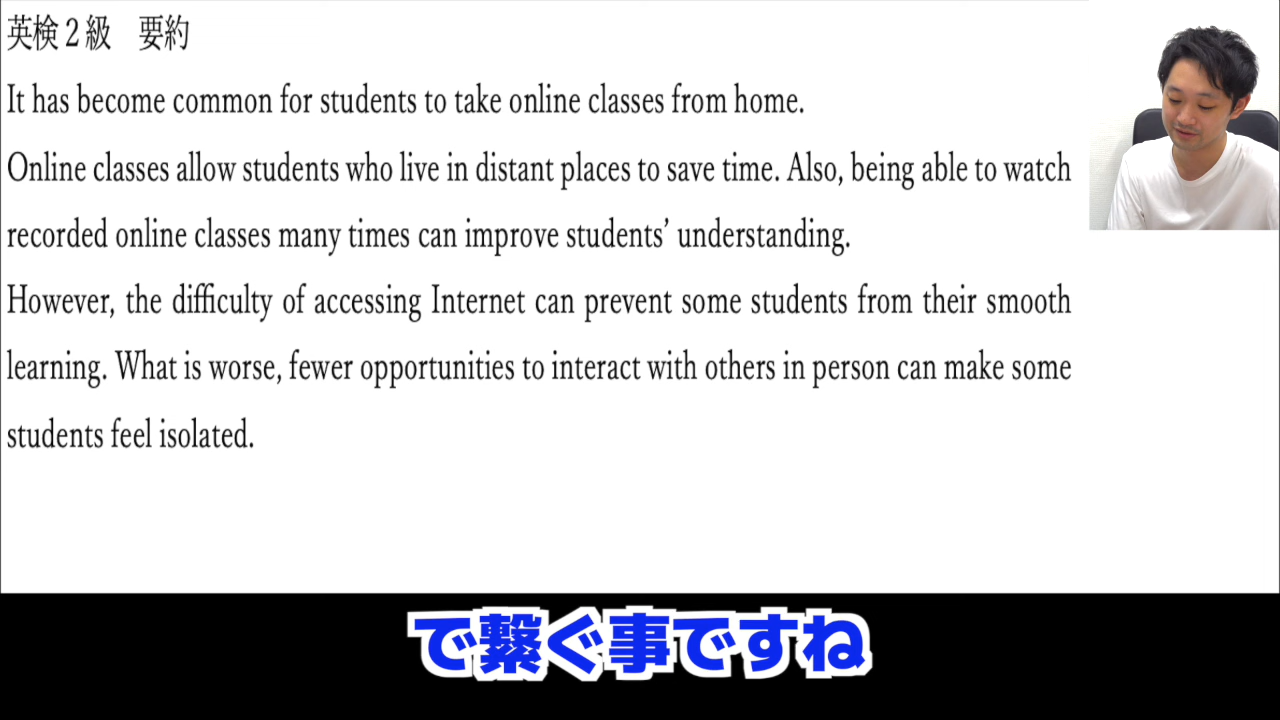 英検２級　要約
It has become common for students to take online classes from home.
Online classes allow students who live in distant places to save time. Also, being able to watch
recorded online classes many times can improve students’ understanding.
However, the difficulty of accessing Internet can prevent some students from their smooth
learning. What is worse, fewer opportunities to interact with others in person can make some
students feel isolated.
で繋ぐ事ですね